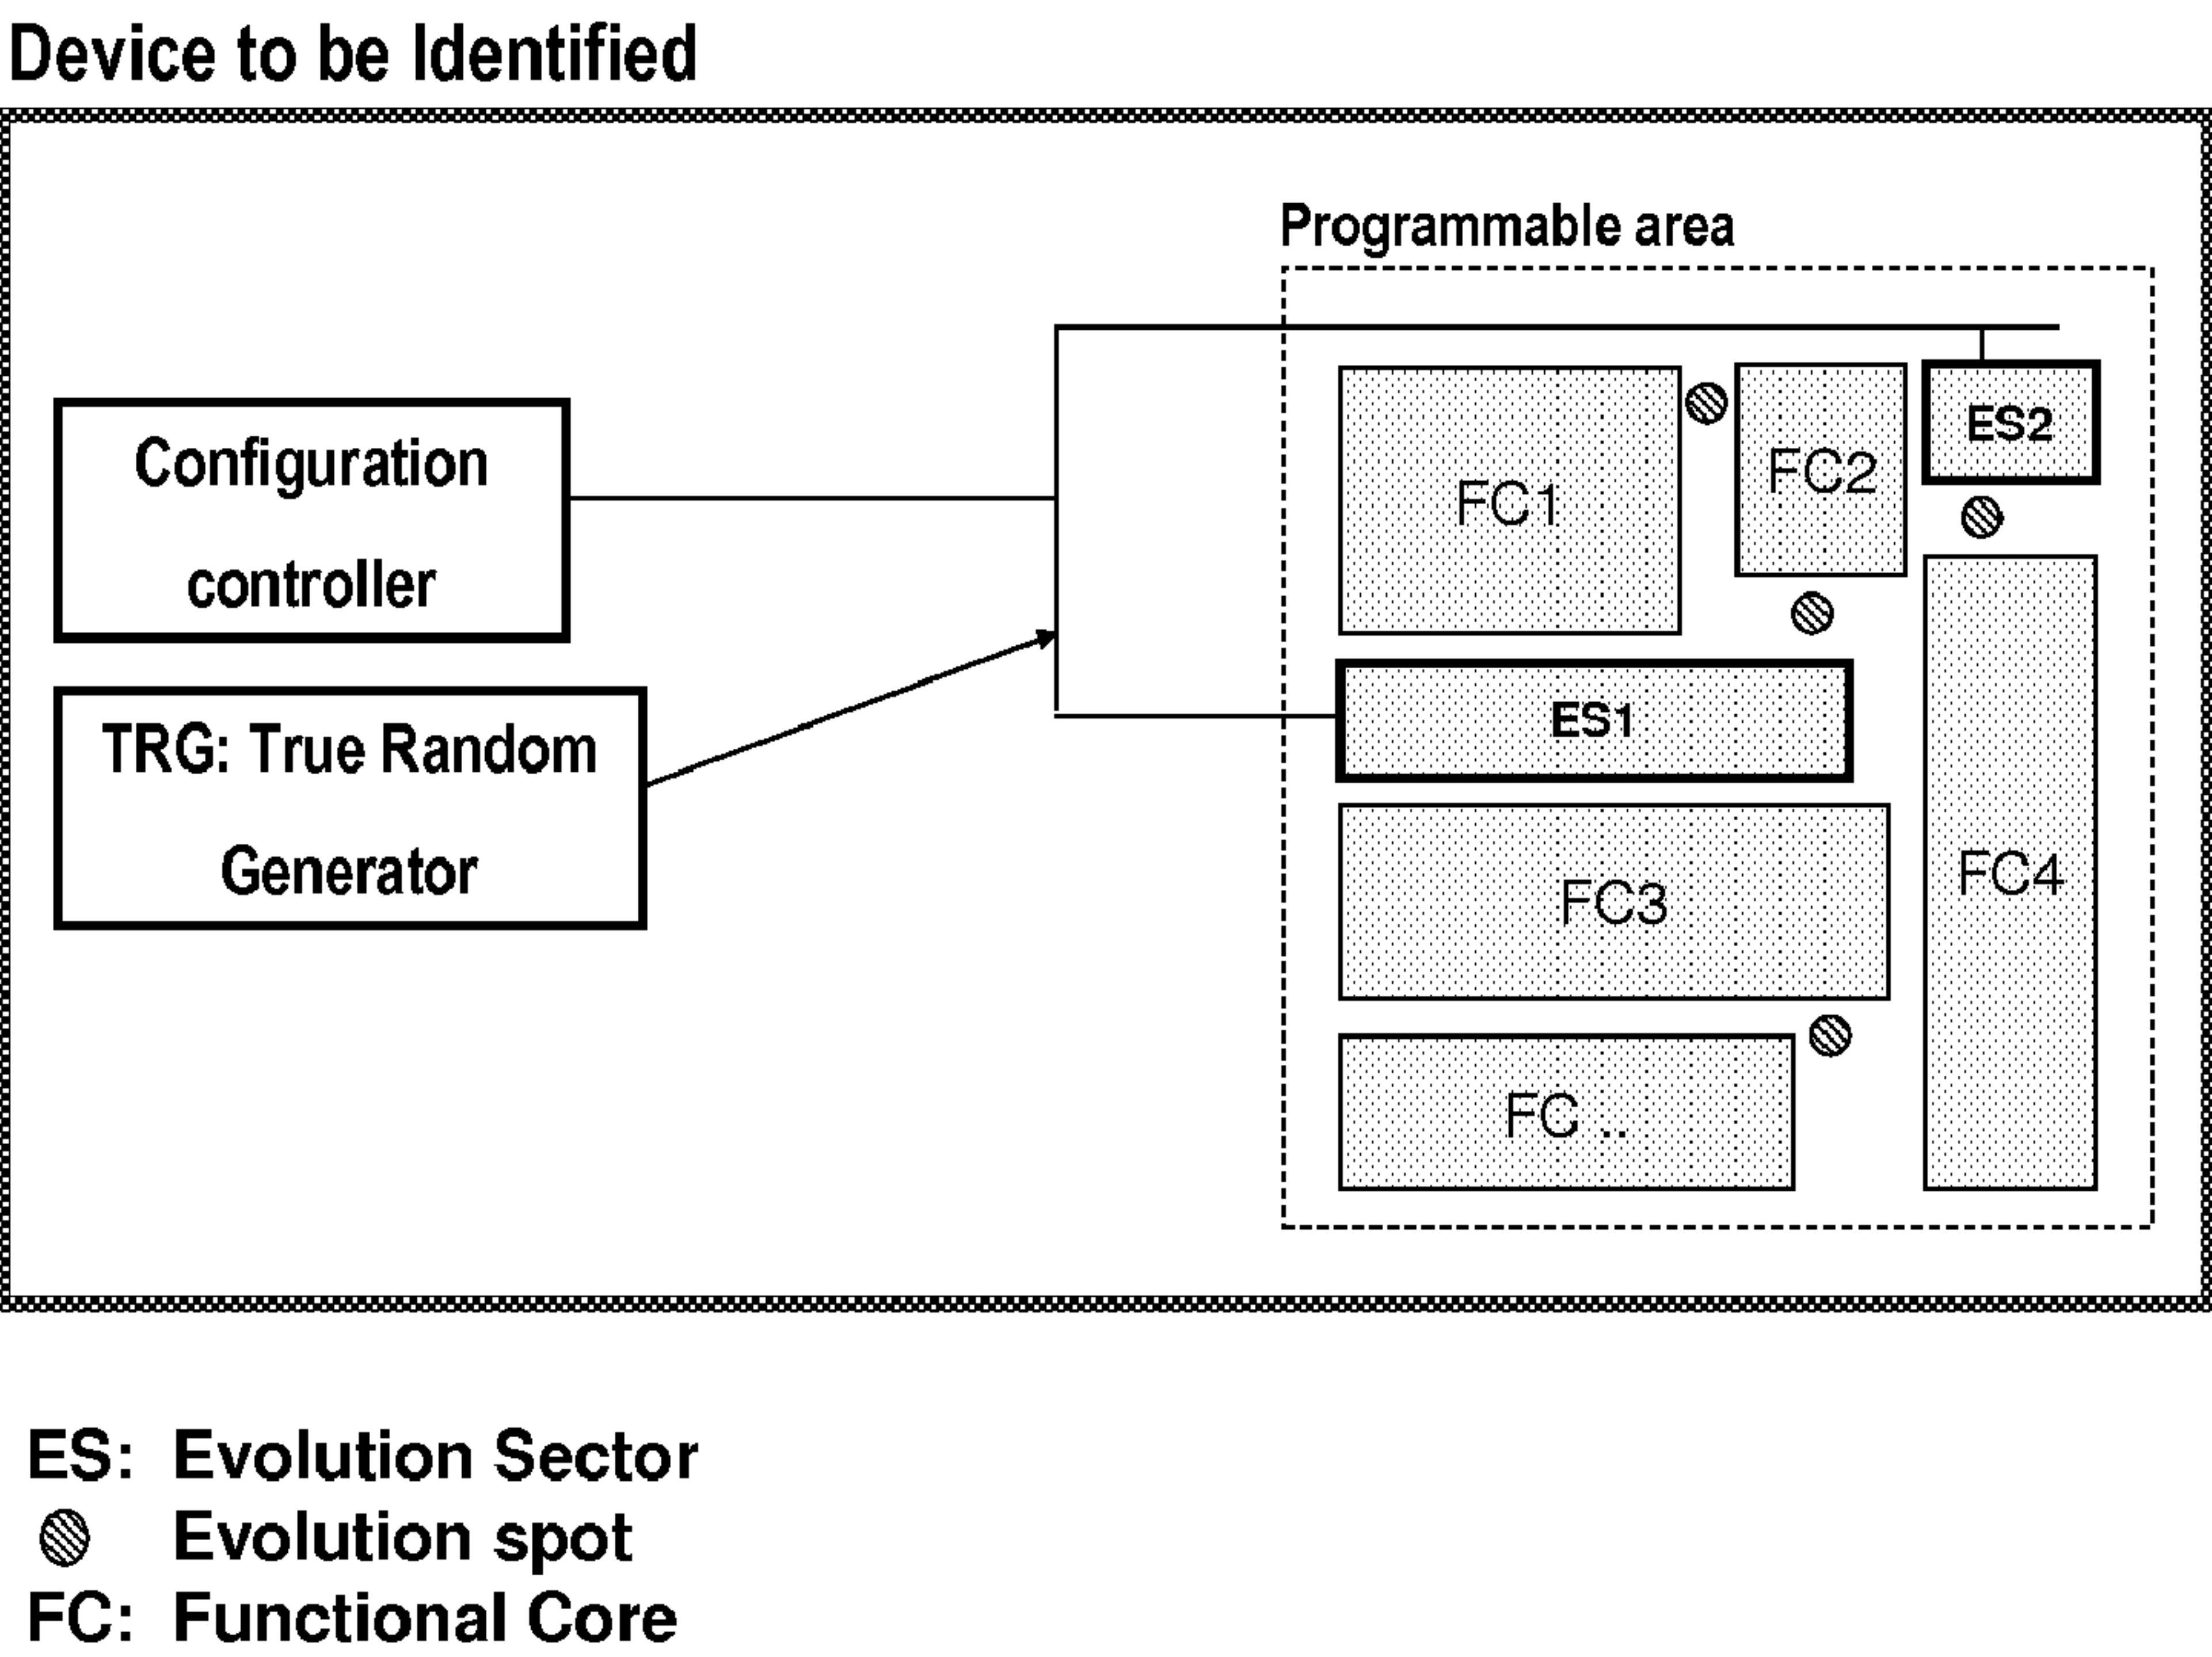 Device to be Identified
Programmable area
Configuration
controller
TRG: True Random
Generator
FC1
FC2
ES2
ES1
FC3
FC4
FC ..
ES: Evolution Sector
Evolution spot
FC: Functional Core